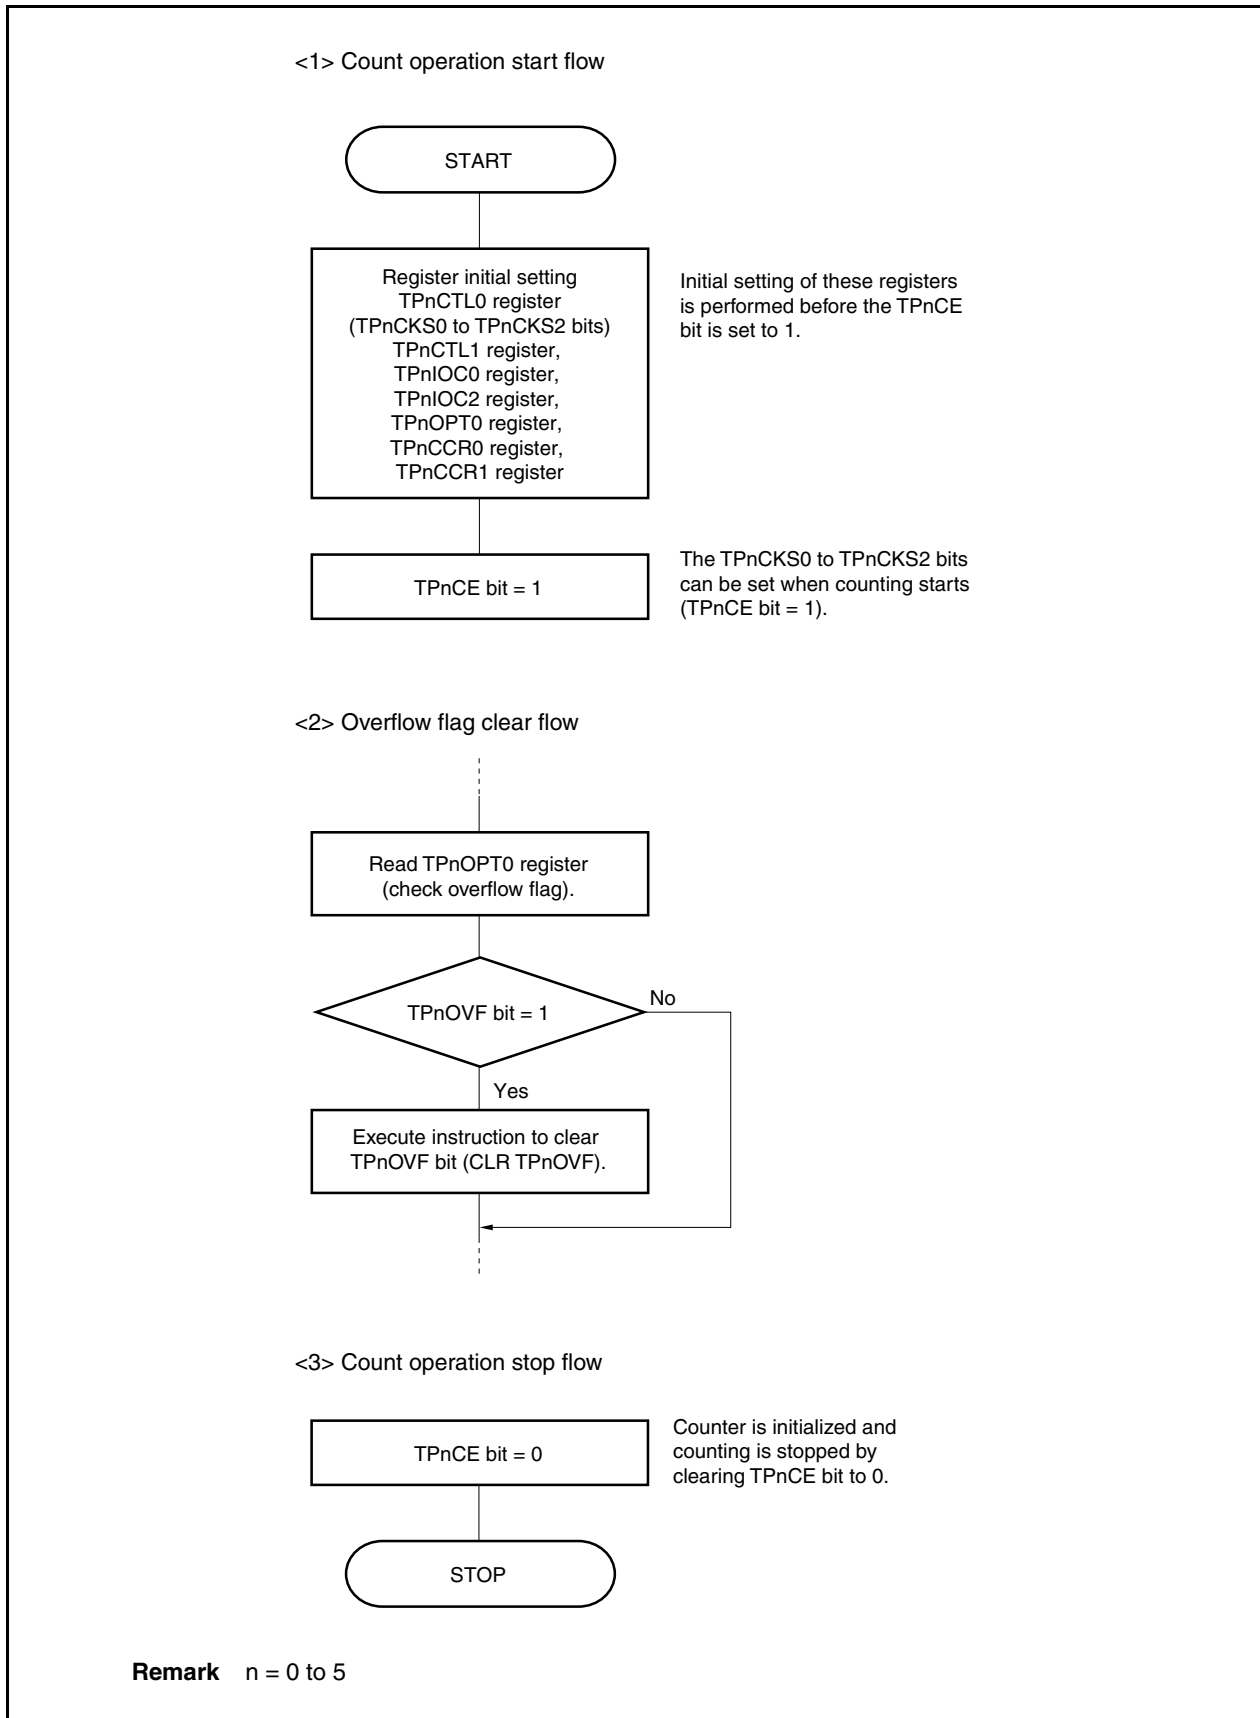 <1> Count operation start flow
START
Register initial setting
TPnCTL0 register
(TPnCKS0 to TPnCKS2 bits)
TPnCTL1 register,
TPnIOC0 register,
TPnIOC2 register,
TPnOPT0 register,
TPnCCR0 register,
TPnCCR1 register
Initial setting of these registers
is performed before the TPnCE
bit is set to 1.
TPnCE bit = 1
The TPnCKS0 to TPnCKS2 bits
can be set when counting starts
(TPnCE bit = 1).
<2> Overflow flag clear flow
Read TPnOPT0 register
(check overflow flag).
TPnOVF bit = 1
No
Yes
Execute instruction to clear
TPnOVF bit (CLR TPnOVF).
<3> Count operation stop flow
TPnCE bit = 0
Counter is initialized and
counting is stopped by
clearing TPnCE bit to 0.
STOP
Remark n = 0 to 5